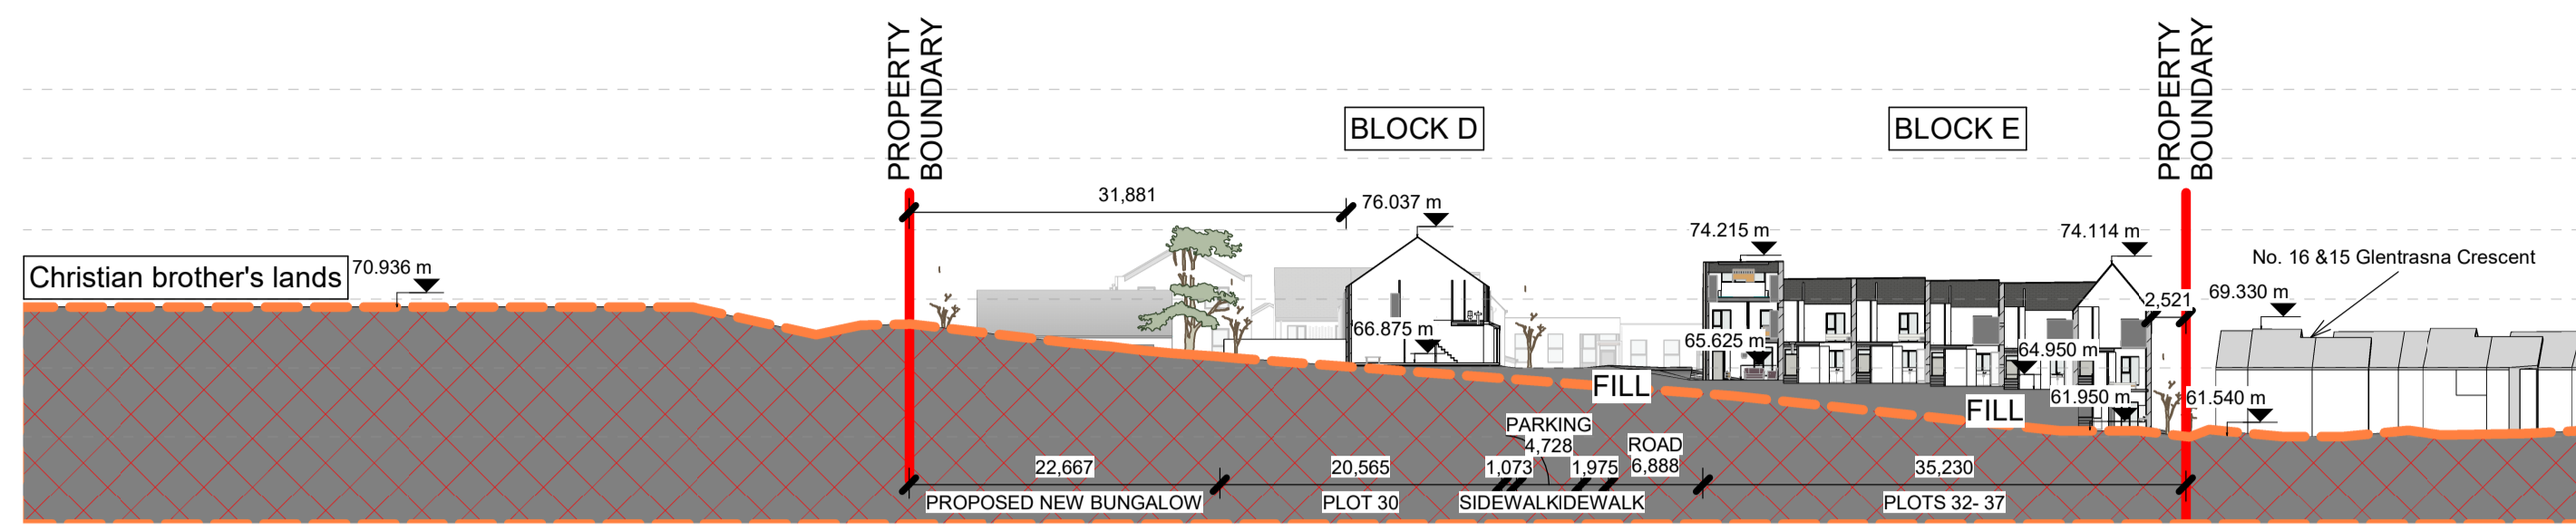 PROPERTY
BOUNDARY
PROPERTY
BOUNDARY
BLOCK D
BLOCK E
31,881
76.037 m
74.215 m
74.114 m
Christian brother's lands
70.936 m
No. 16 &15 Glentrasna Crescent
2,521
69.330 m
66.875 m
65.625 m
64.950 m
FILL
FILL
61.950 m
61.540 m
PARKING
4,728
ROAD
6,888
22,667
20,565
1,073
1,975
35,230
PROPOSED NEW BUNGALOW
PLOT 30
SIDEWALKIDEWALK
PLOTS 32- 37